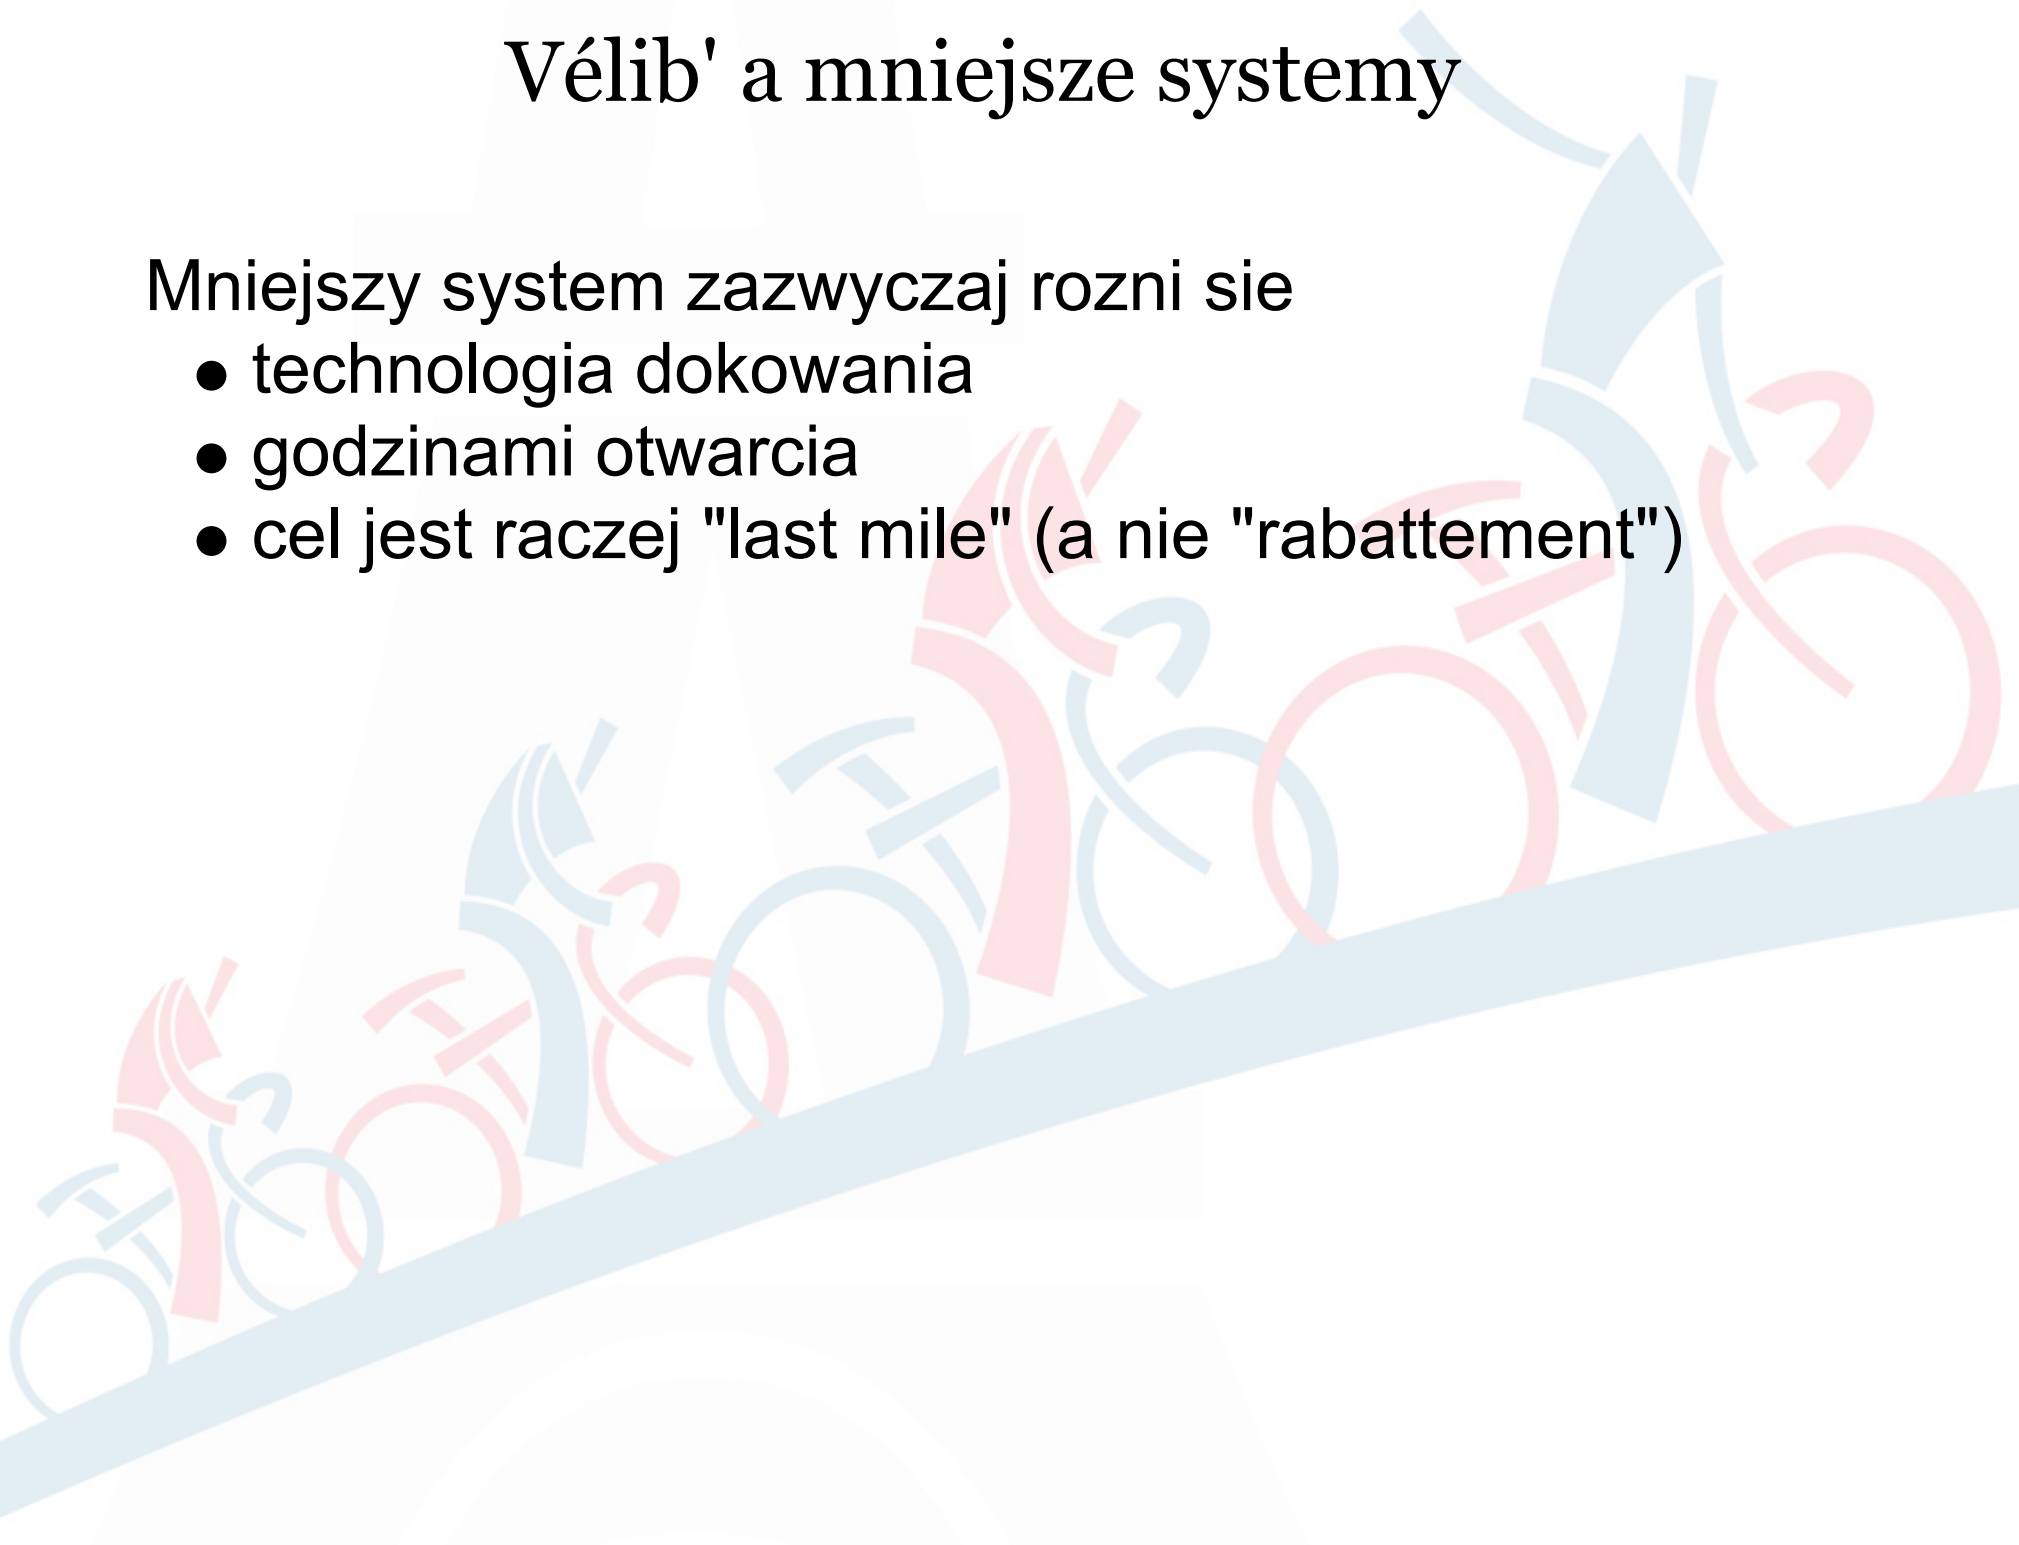 Vélib' a mniejsze systemy
Mniejszy system zazwyczaj rozni sie
● technologia dokowania
● godzinami otwarcia
● cel jest raczej "last mile" (a nie "rabattement")